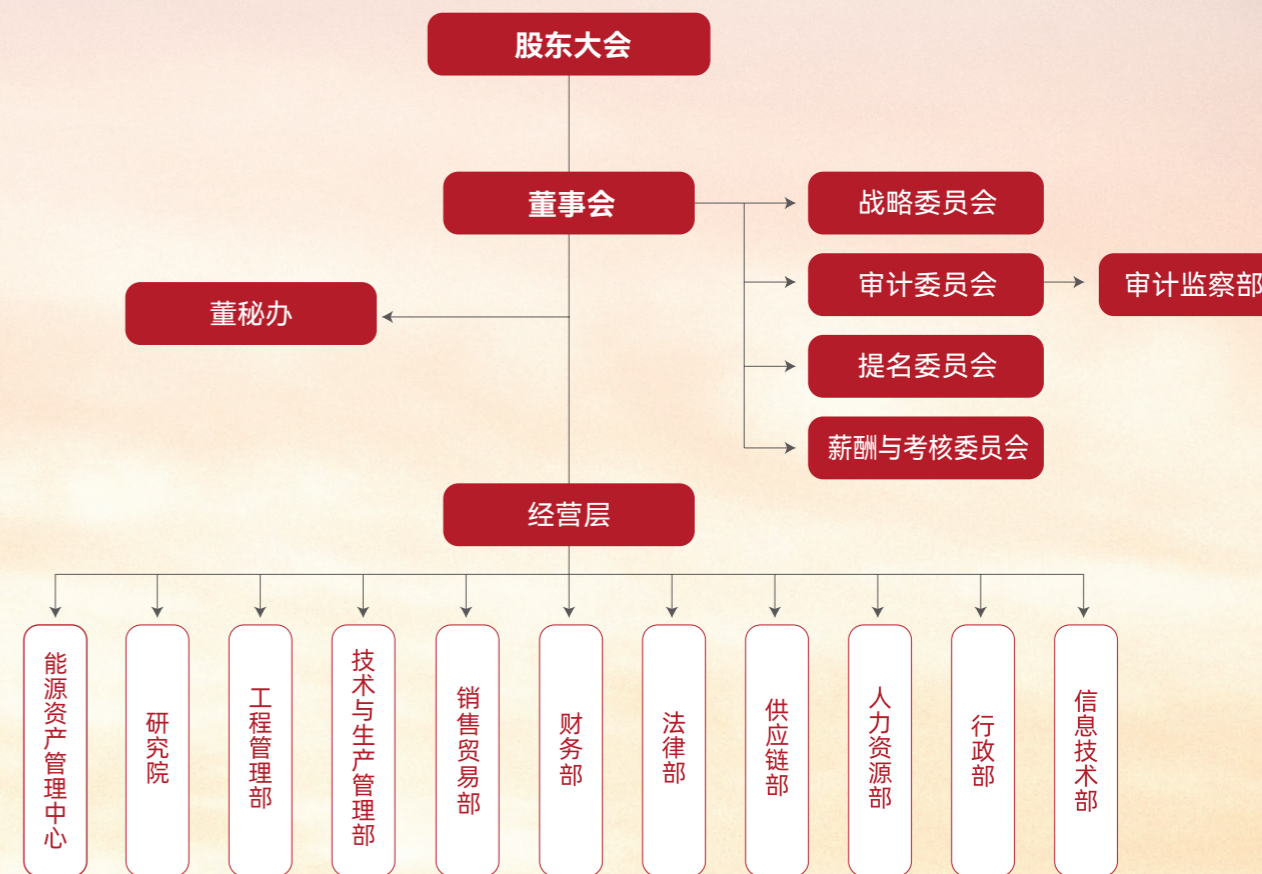 股东大会
董事会
战略委员会
审计委员会
审计监察部
董秘办
提名委员会
薪酬与考核委员会
经营层
能源资产管理中心
研究院
工程管理部
技术与生产管理部
销售贸易部
财务部
法律部
供应链部
人力资源部
行政部
信息技术部